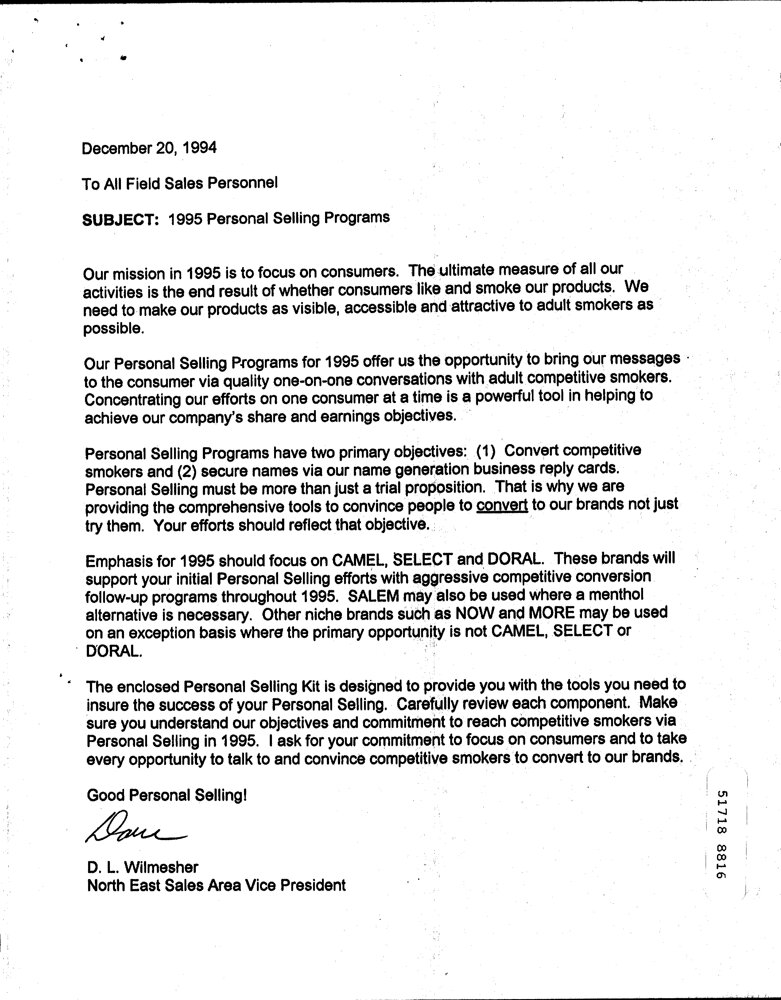 December 20, 1994
To All Field Sales Personnel
SUBJECT: 1995 Personal Selling Programs
Our mission in 1995 is to focus on consumers. The ultimate measure of all our
activities is the end result of whether consumers like and smoke our products. We
need to make our products as visible, accessible and attractive to adult smokers as
possible.
Our Personal Selling Programs for 1995 offer us the opportunity to bring our messages
to the consumer via quality one-on-one conversations with adult competitive smokers.
Concentrating our efforts on one consumer at a time is a powerful tool in helping to
achieve our company's share and earnings objectives.
Personal Selling Programs have two primary objectives: (1) Convert competitive
smokers and (2) secure names via our name generation business reply cards.
Personal Selling must be more than just a trial proposition. That is why we are
providing the comprehensive tools to convince people to convert to our brands not just
try them. Your efforts should reflect that objective.
Emphasis for 1995 should focus on CAMEL, SELECT and DORAL. These brands will
support your initial Personal Selling efforts with aggressive competitive conversion
follow-up programs throughout 1995. SALEM may also be used where a menthol
alternative is necessary. Other niche brands such as NOW and MORE may be used
on an exception basis where the primary opportunity is not CAMEL, SELECT or
DORAL.
The enclosed Personal Selling Kit is designed to provide you with the tools you need to
insure the success of your Personal Selling. Carefully review each component. Make
sure you understand our objectives and commitment to reach competitive smokers via
Personal Selling in 1995. I ask for your commitment to focus on consumers and to take
every opportunity to talk to and convince competitive smokers to convert to our brands.
Good Personal Selling!
Dave
D. L. Wilmesher
North East Sales Area Vice President
51718 8816